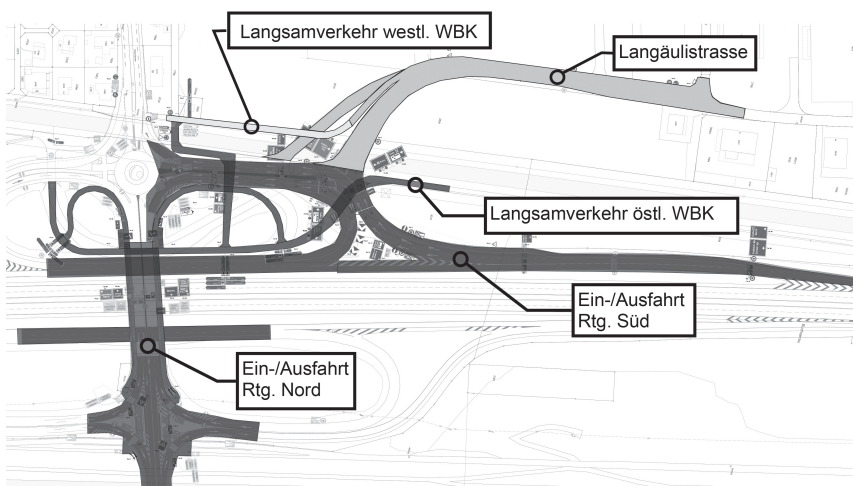 Langsamverkehr westl. WBK
Langäulistrasse
Langsamverkehr östl. WBK
Ein-/Ausfahrt
Rtg. Süd
Ein-/Ausfahrt
Rtg. Nord